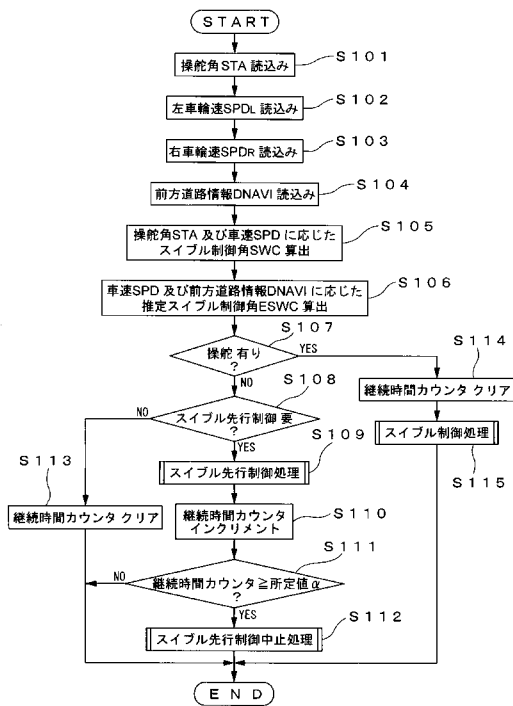 START
操舵角STA 読込み
S101
左車輪速SPDL読込み
S102
右車輪速SPDR 読込み
S103
前方道路情報DNAVI 読込み
S104
操舵角STA 及び車速SPD に応じた
スイブル制御角SWC 算出
S105
車速SPD 及び前方道路情報DNAVI に応じた
推定スイブル制御角ESWC 算出
S106
操舵 有り
?
S107
YES
NO
S114
継続時間カウンタ クリア
スイブル制御処理
S115
スイブル先行制御 要
?
S108
NO
YES
S109
スイブル先行制御処理
S113
継続時間カウンタ クリア
継続時間カウンタ
インクリメント
S110
継続時間カウンタ≧所定値α
?
S111
NO
YES
スイブル先行制御中止処理
S112
END